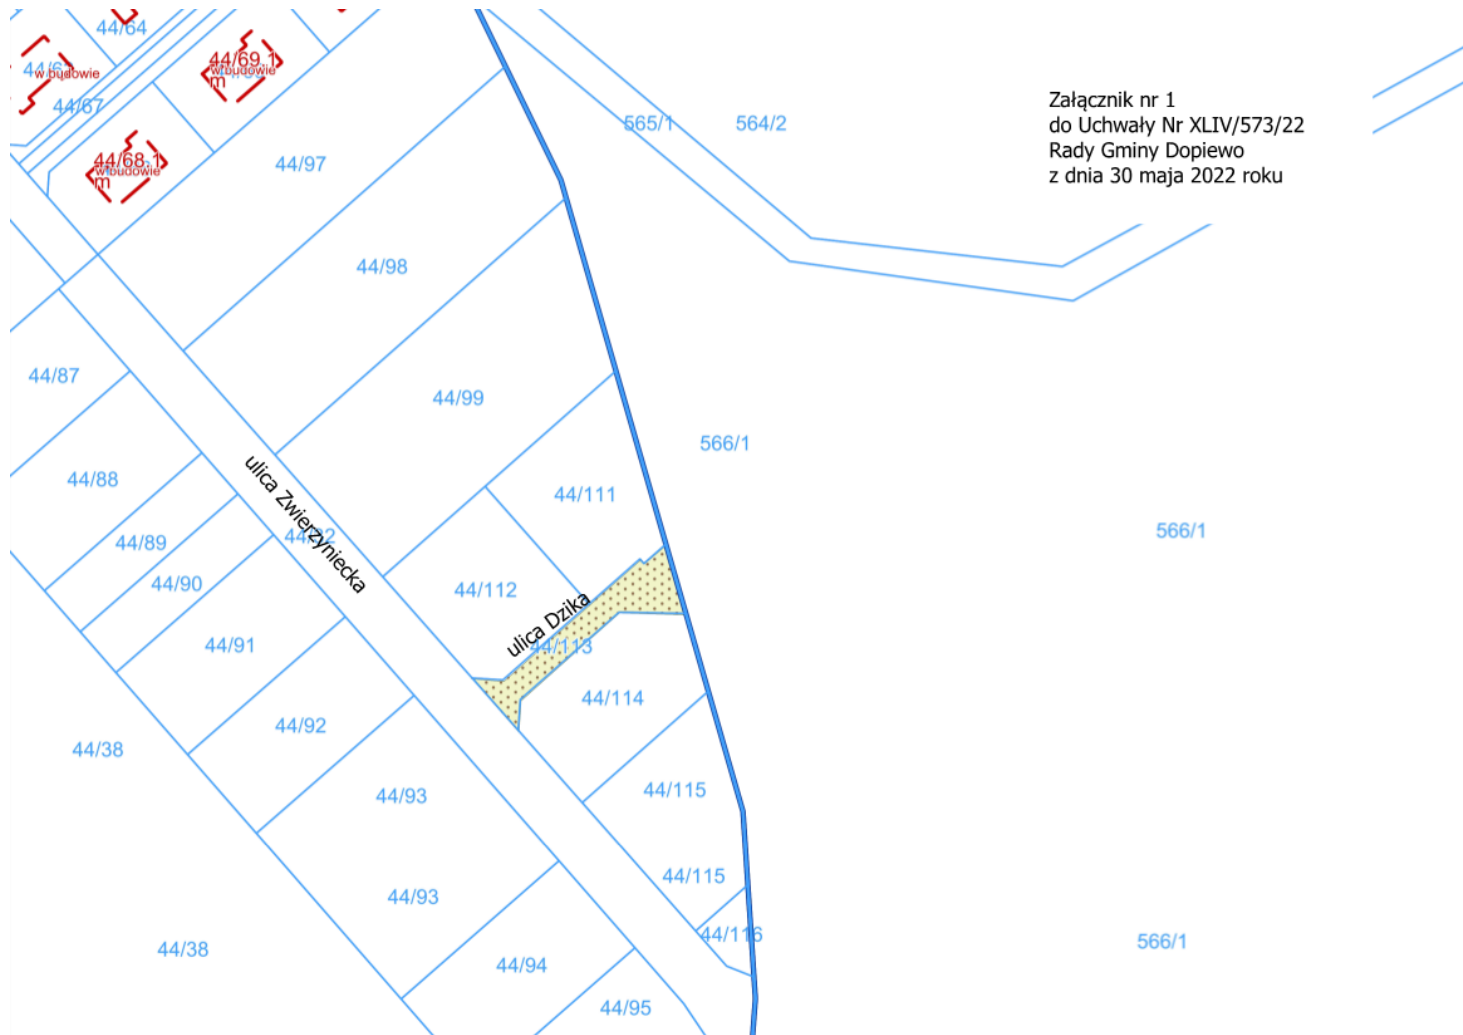 44/64
44/69.1
w budowie
m
w budowie
44/67
44/68.1
w budowie
m
44/97
565/1
564/2
Załącznik nr 1
do Uchwały Nr XLIV/573/22
Rady Gminy Dopiewo
z dnia 30 maja 2022 roku
44/98
44/87
44/99
566/1
44/88
ulica Zwierzyniecka
44/111
566/1
44/89
44/90
44/112
ulica Dzika
44/113
44/91
44/114
44/92
44/38
44/93
44/115
44/115
44/93
44/116
44/38
44/94
566/1
44/95